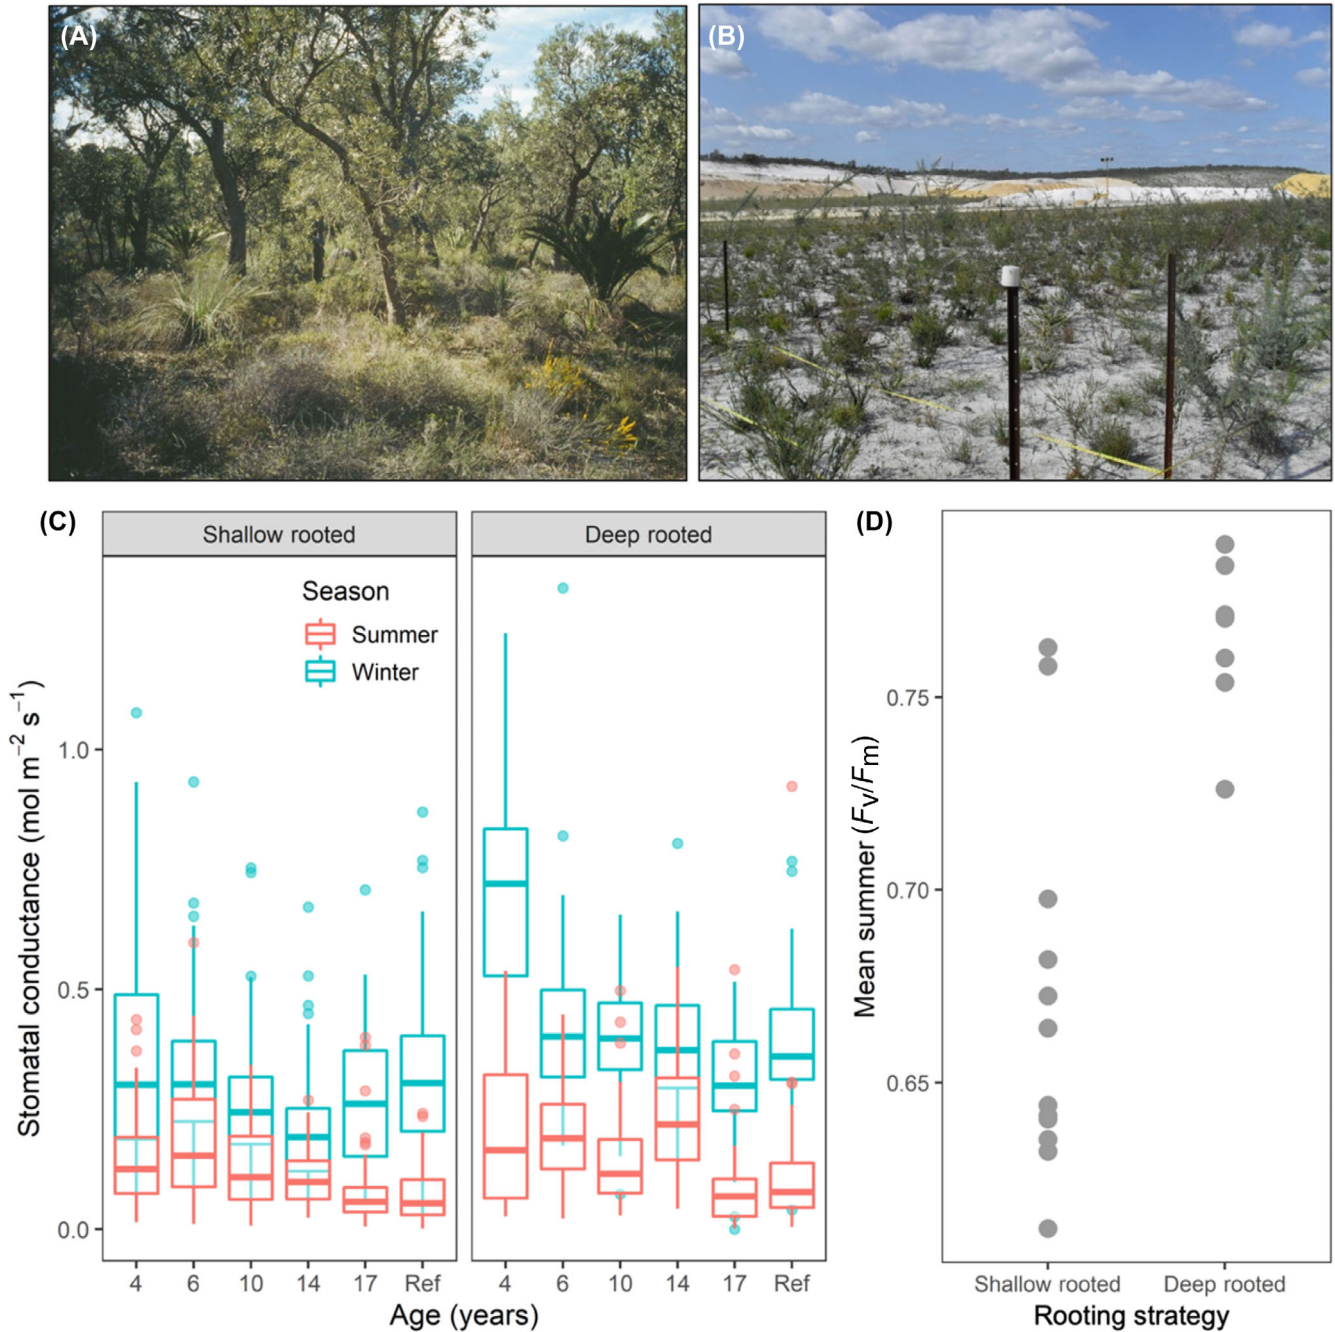 (A)
(B)
(C)
Shallow rooted
Deep rooted
Season
Summer
Winter
Stomatal conductance (mol m⁻² s⁻¹)
1.0
0.5
0.0
4 6 10 14 17 Ref
4 6 10 14 17 Ref
Age (years)
(D)
Mean summer (Fv/Fm)
0.75
0.70
0.65
Shallow rooted Deep rooted
Rooting strategy